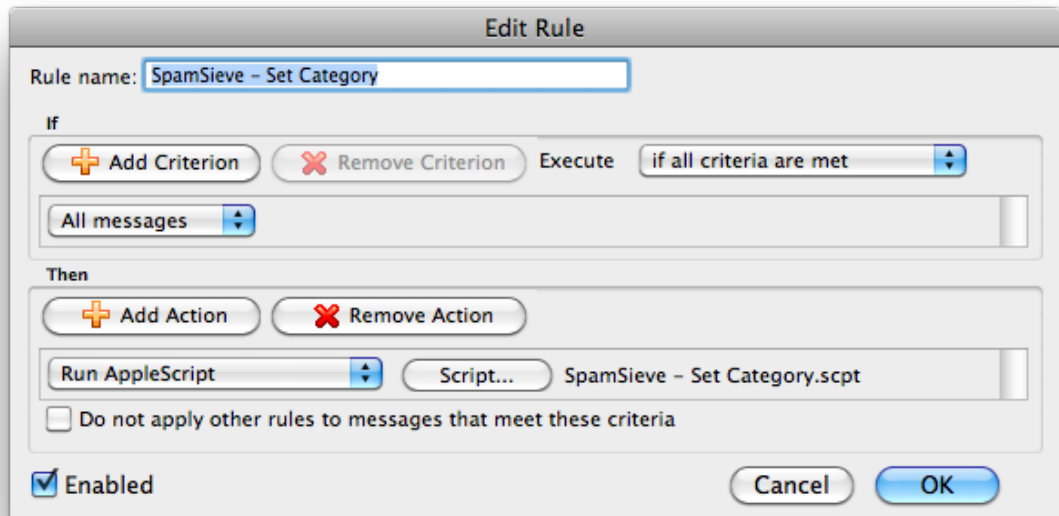 Edit Rule
Rule name: SpamSieve – Set Category
If
Add Criterion Remove Criterion Execute if all criteria are met
All messages
Then
Add Action Remove Action
Run AppleScript Script... SpamSieve – Set Category.scpt
Do not apply other rules to messages that meet these criteria
Enabled Cancel OK